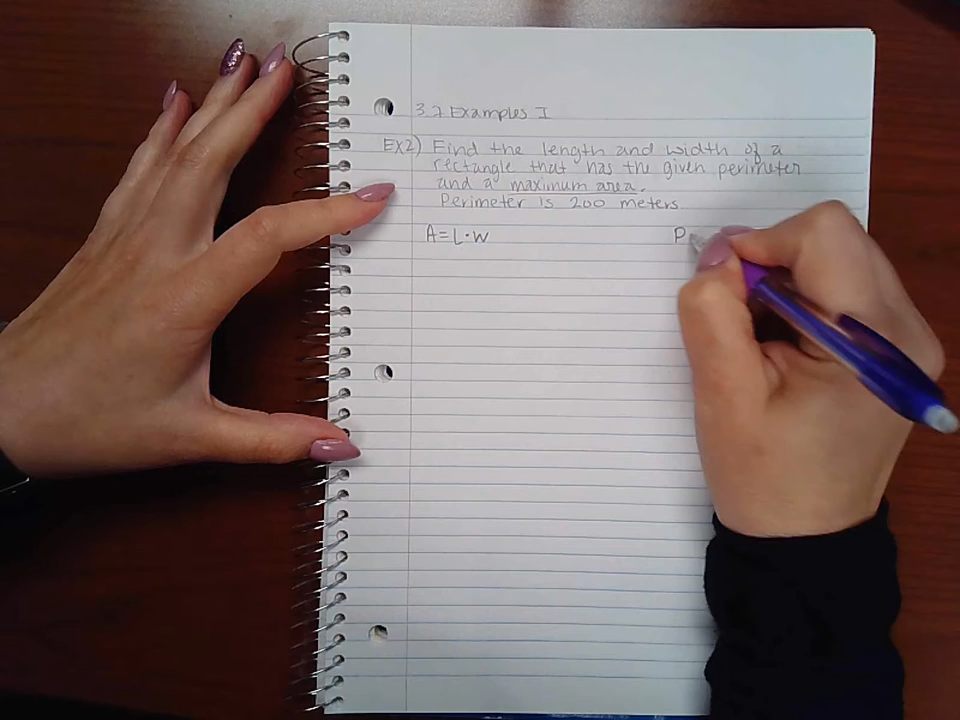 3.7 Examples I
EX2) Find the length and width of a
rectangle that has the given perimeter
and a maximum area.
Perimeter is 200 meters
A=L·W P